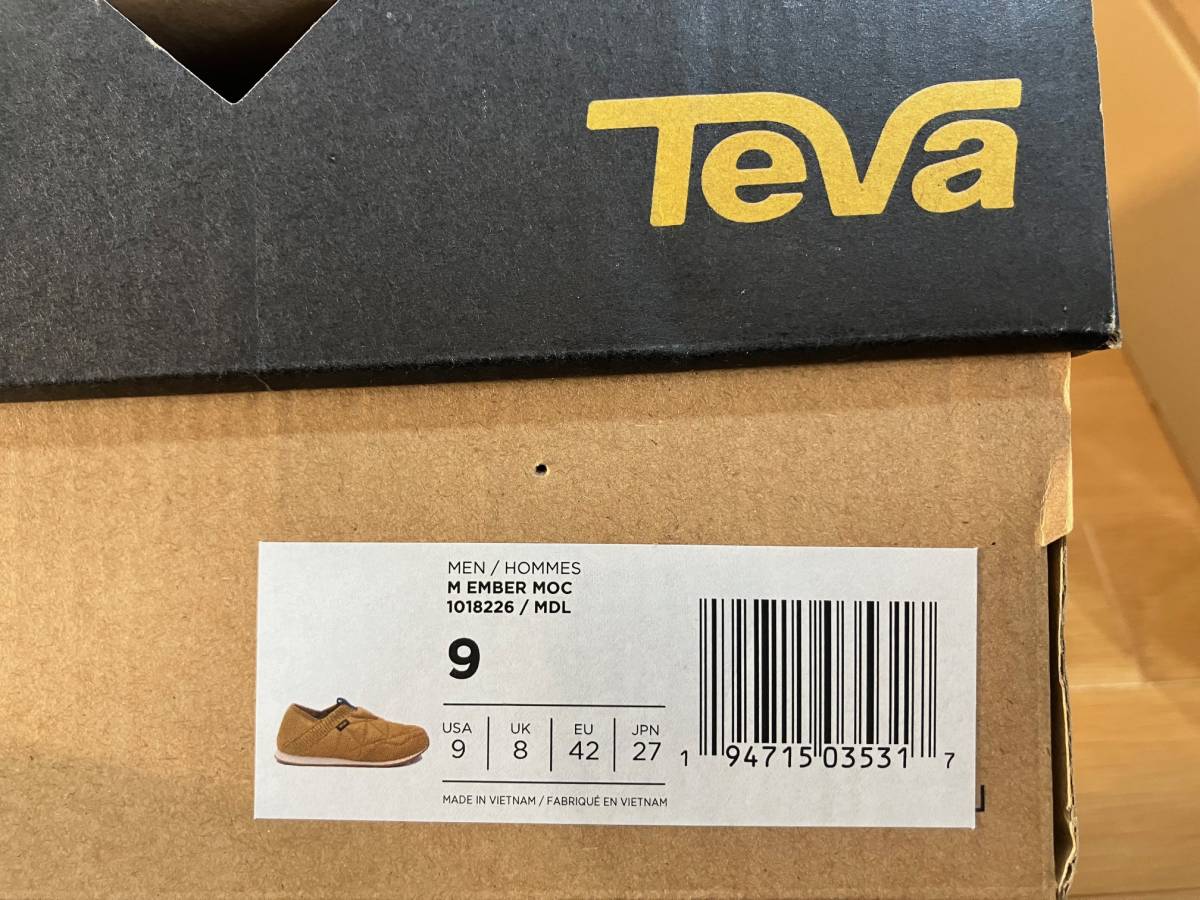 Teva
MEN / HOMMES
M EMBER MOC
1018226 / MDL
9
USA UK EU JPN
9 8 42 27
MADE IN VIETNAM / FABRIQUÉ EN VIETNAM
1 94715 03531 7